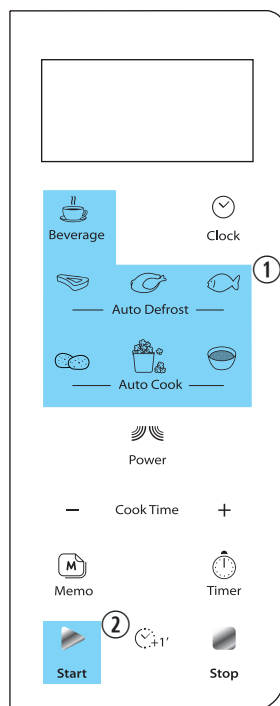 Beverage
Clock
1
Auto Defrost
Auto Cook
Power
− Cook Time +
M
Memo
Timer
2
+1'
Start
Stop